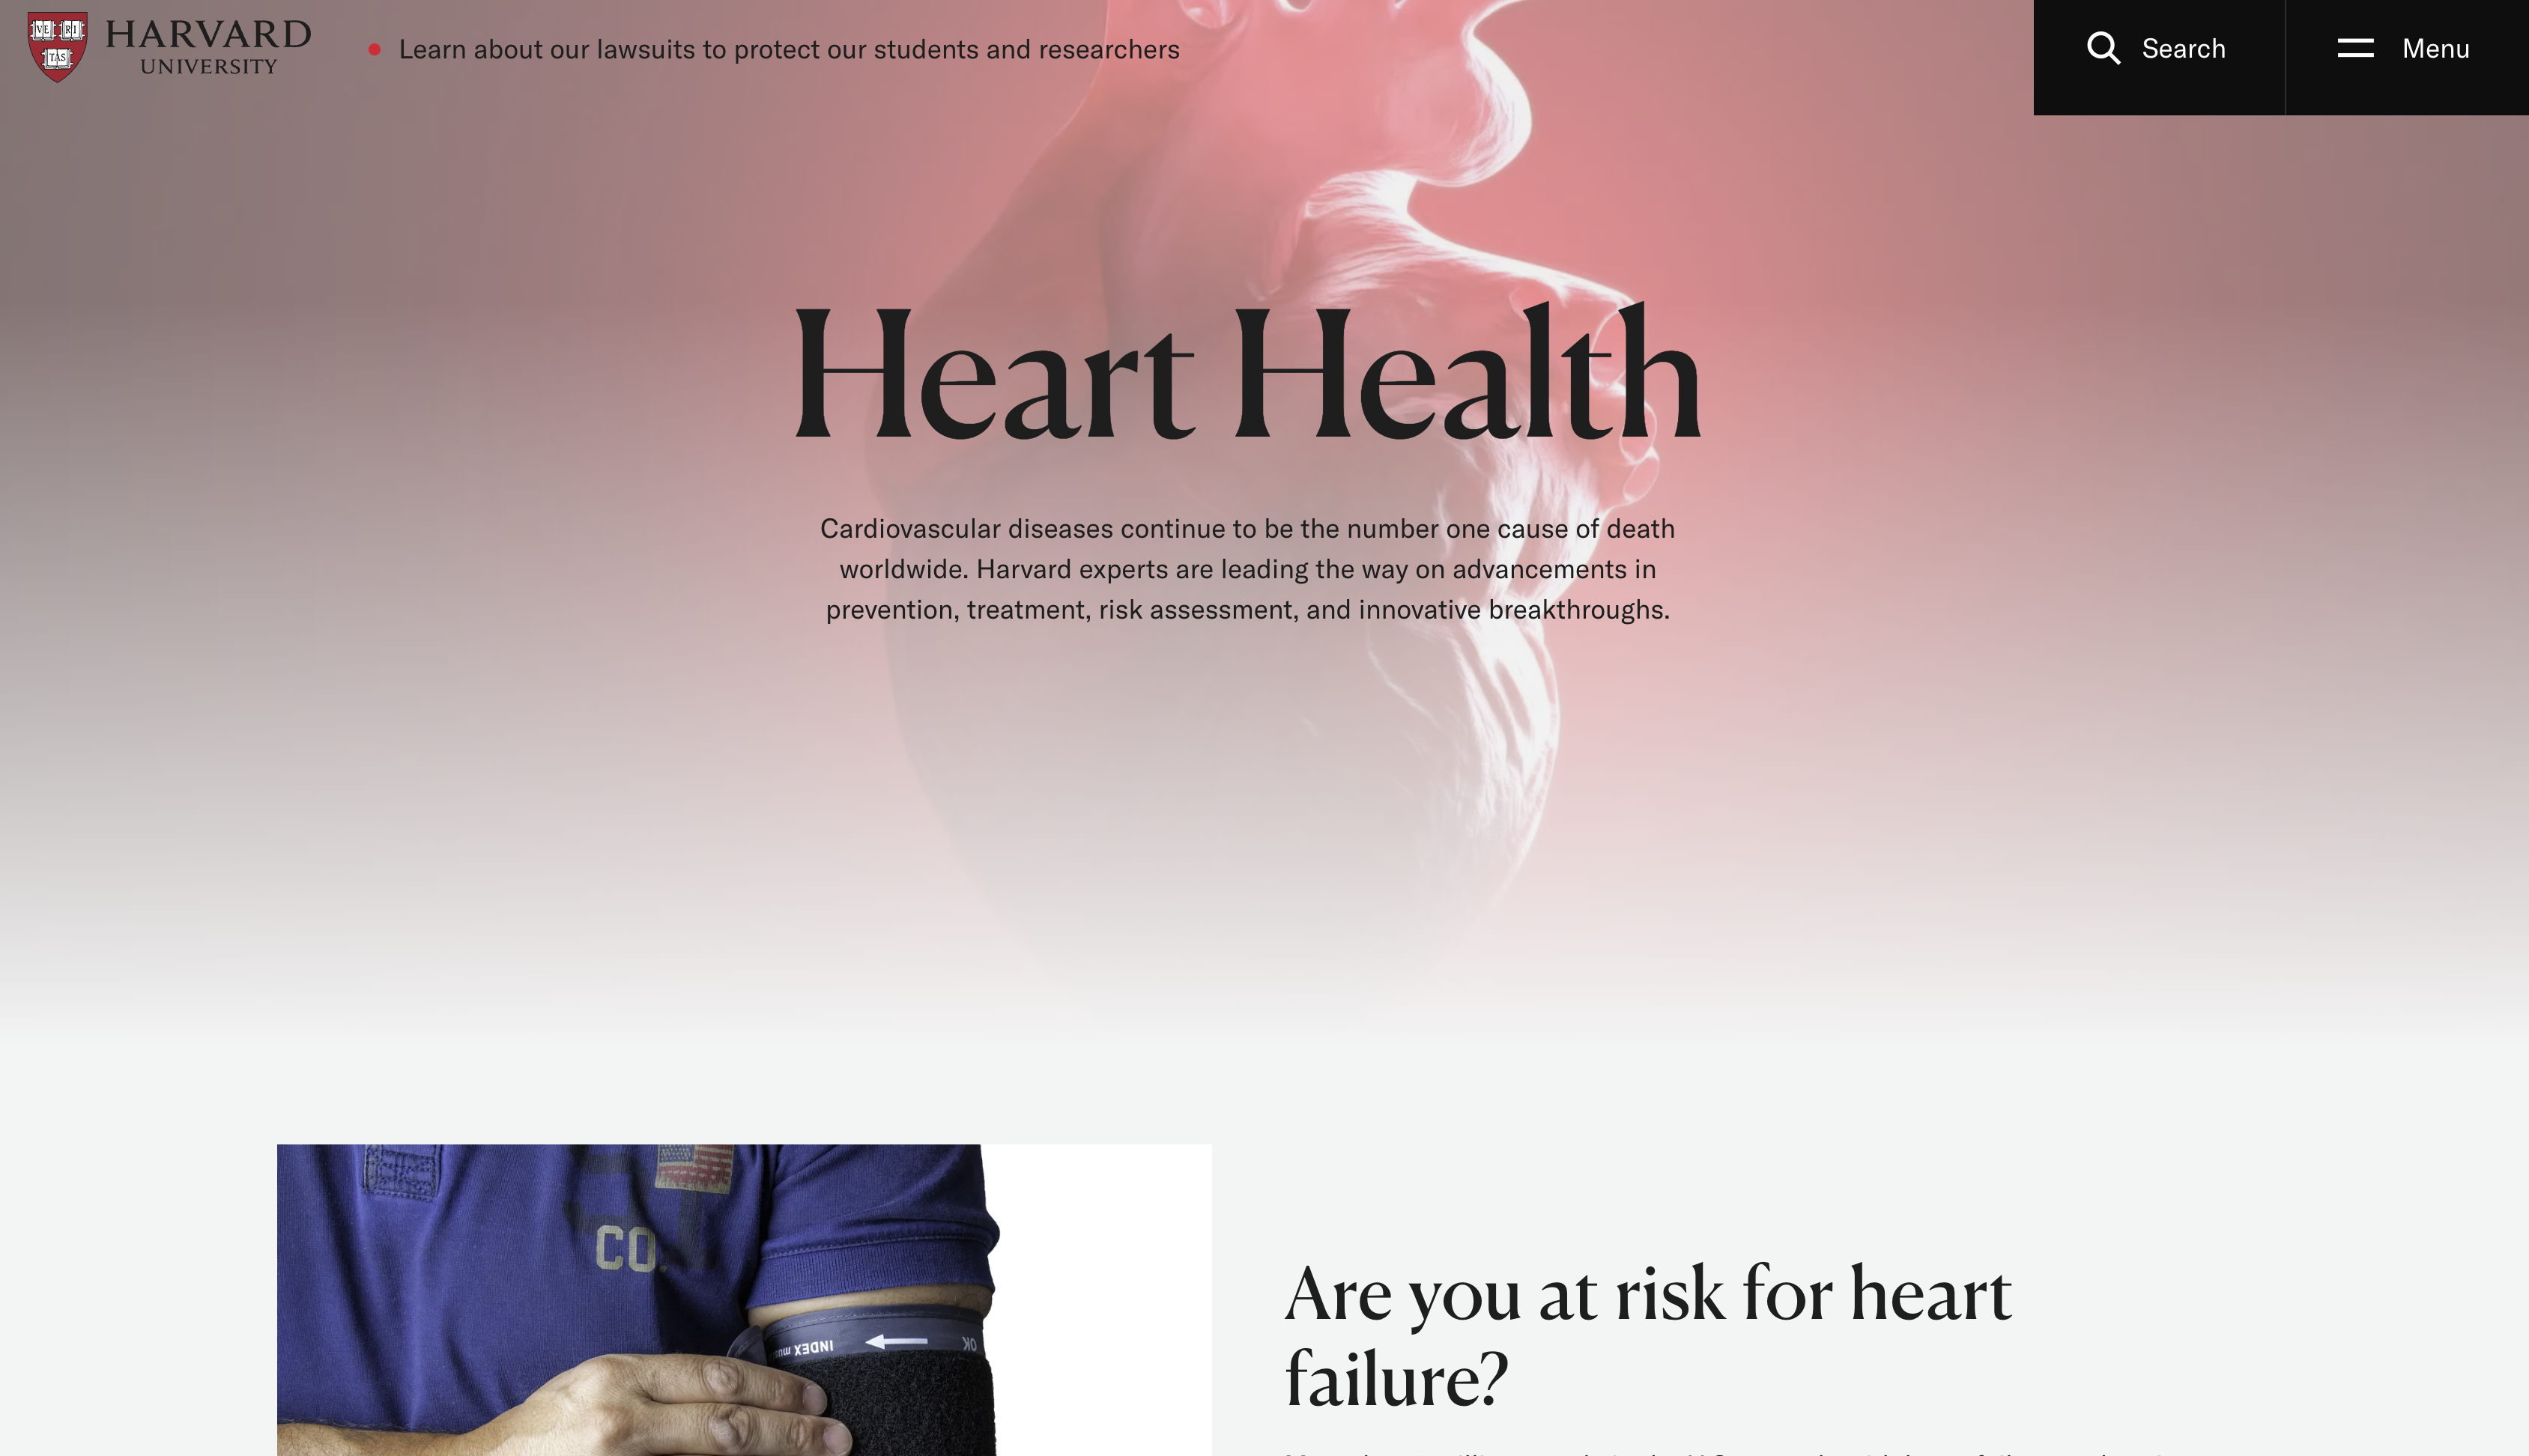 VE RI
TAS
HARVARD
UNIVERSITY
Learn about our lawsuits to protect our students and researchers
Search
Menu
Heart Health
Cardiovascular diseases continue to be the number one cause of death
worldwide. Harvard experts are leading the way on advancements in
prevention, treatment, risk assessment, and innovative breakthroughs.
CO.
INDEX
OK
Are you at risk for heart
failure?